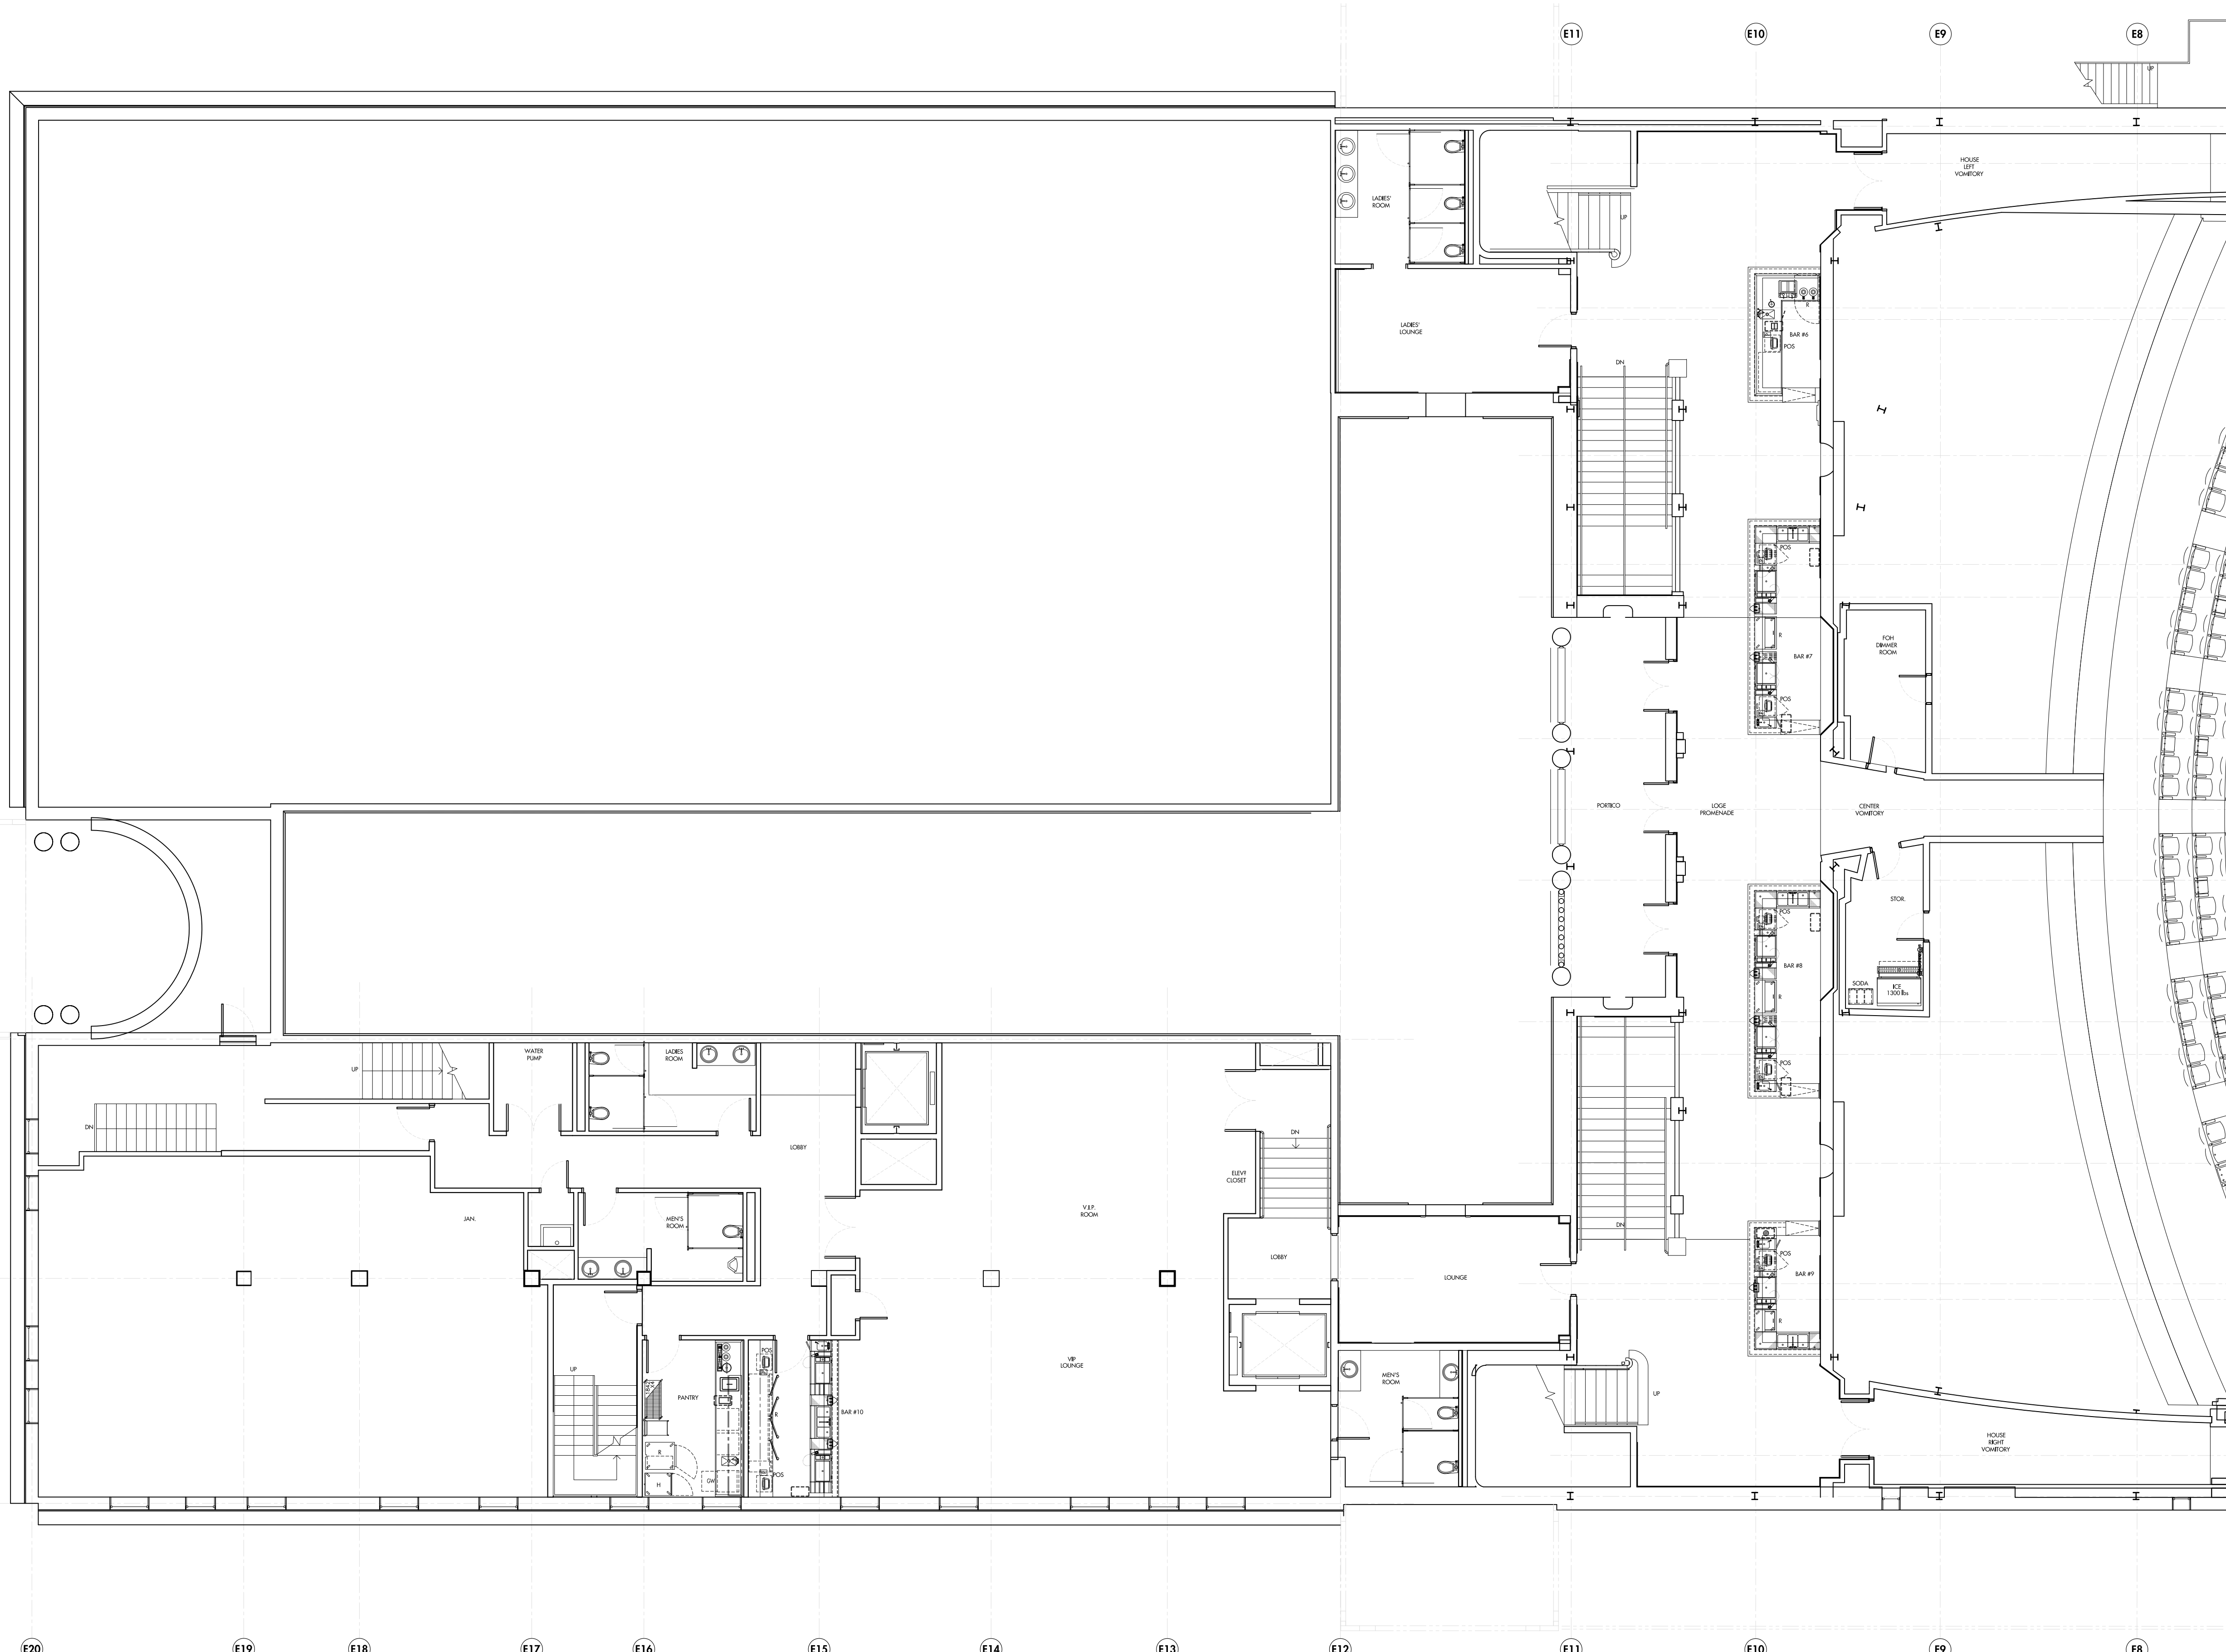 E11
E10
E9
E8
UP
HOUSE
LEFT
VOMITORY
LADIES'
ROOM
UP
R
BAR #6
POS
LADIES'
LOUNGE
DN
POS
R
BAR #7
POS
FOH
DIMMER
ROOM
PORTICO
LOGE
PROMENADE
CENTER
VOMITORY
STOR.
POS
BAR #8
R
SODA
ICE
1300 lbs
POS
WATER
PUMP
LADIES
ROOM
UP
DN
LOBBY
DN
ELEV
CLOSET
V.I.P.
ROOM
JAN.
MEN'S
ROOM
DN
LOBBY
LOUNGE
POS
BAR #9
R
POS
VIP
LOUNGE
UP
PANTRY
MEN'S
ROOM
UP
R
BAR #10
R
HOUSE
RIGHT
VOMITORY
POS
H
E20
E19
E18
E17
E16
E15
E14
E13
E12
E11
E10
E9
E8